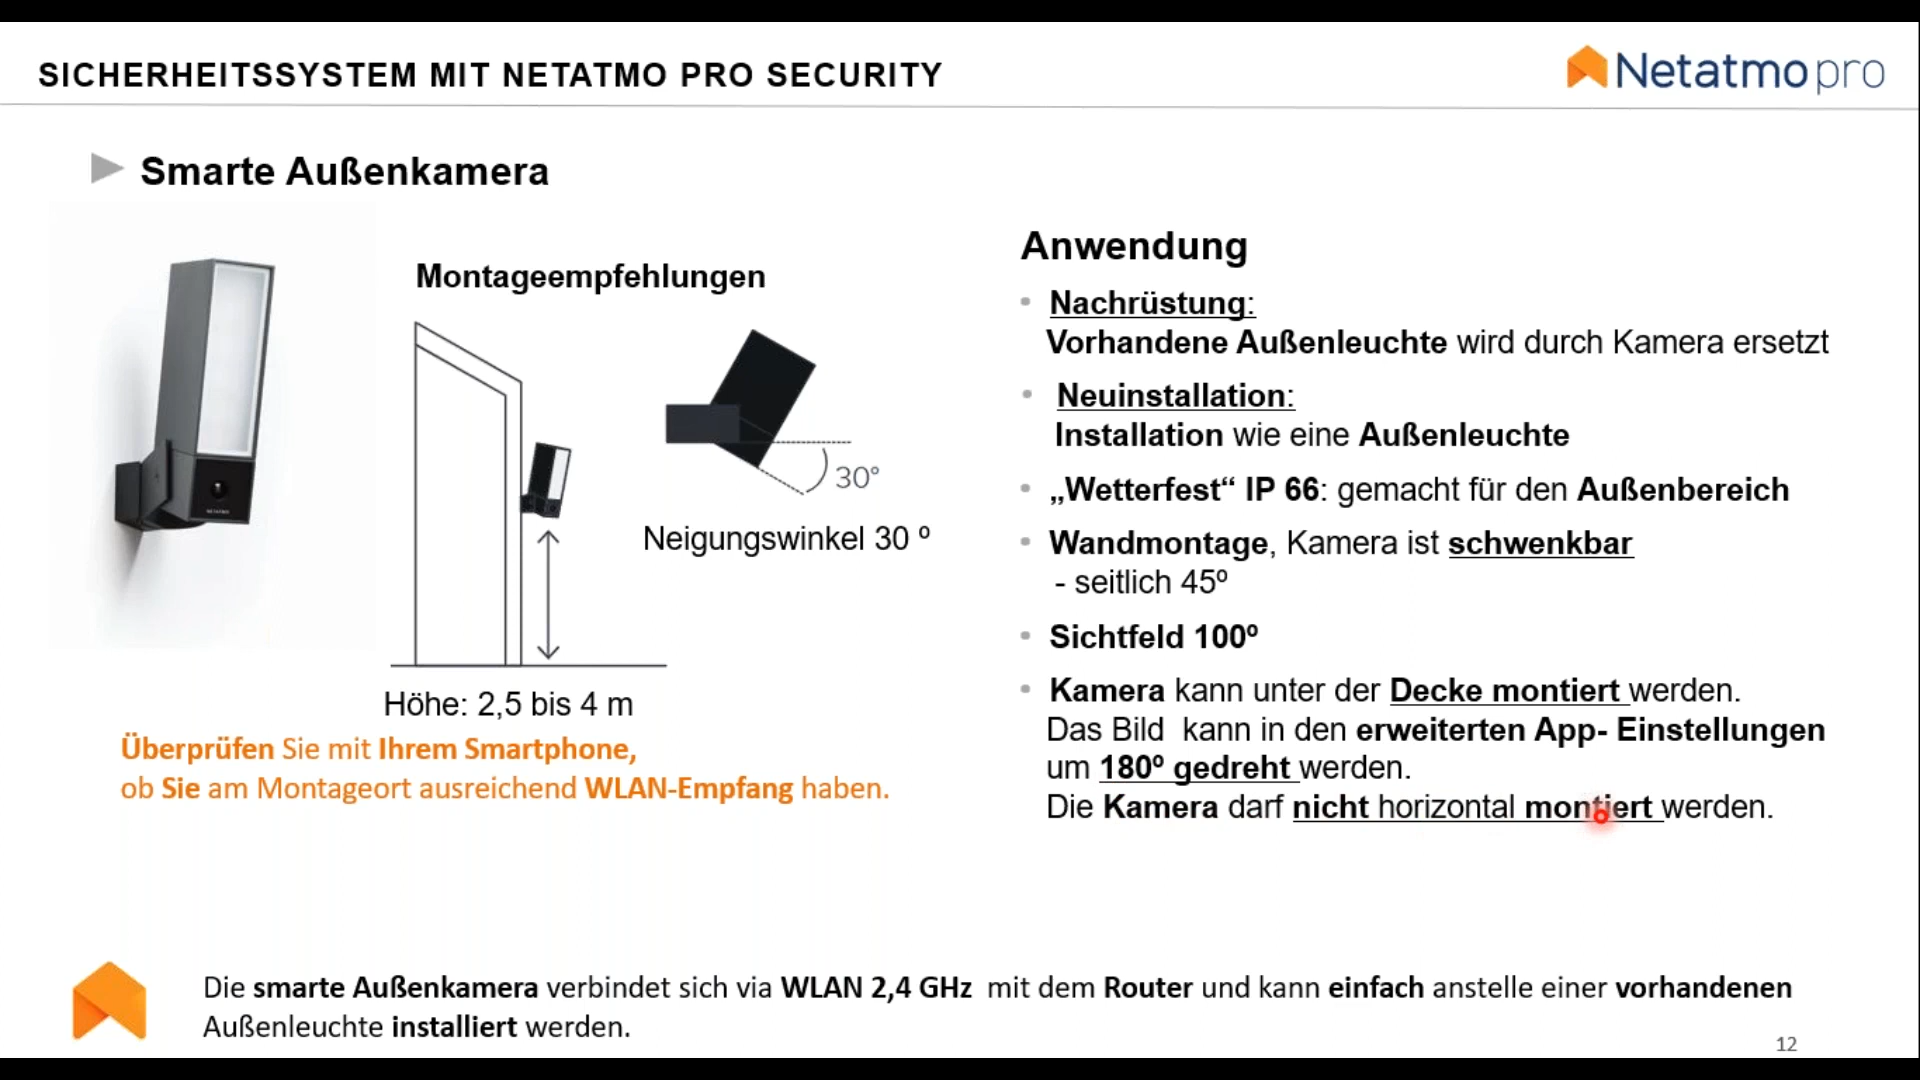 SICHERHEITSSYSTEM MIT NETATMO PRO SECURITY
Netatmo pro
Smarte Außenkamera
Montageempfehlungen
30°
Neigungswinkel 30 º
Höhe: 2,5 bis 4 m
Überprüfen Sie mit Ihrem Smartphone,
ob Sie am Montageort ausreichend WLAN-Empfang haben.
Anwendung
• Nachrüstung:
Vorhandene Außenleuchte wird durch Kamera ersetzt
• Neuinstallation:
Installation wie eine Außenleuchte
• „Wetterfest“ IP 66: gemacht für den Außenbereich
• Wandmontage, Kamera ist schwenkbar
- seitlich 45º
• Sichtfeld 100º
• Kamera kann unter der Decke montiert werden.
Das Bild kann in den erweiterten App- Einstellungen
um 180º gedreht werden.
Die Kamera darf nicht horizontal montiert werden.
Die smarte Außenkamera verbindet sich via WLAN 2,4 GHz mit dem Router und kann einfach anstelle einer vorhandenen
Außenleuchte installiert werden.
12